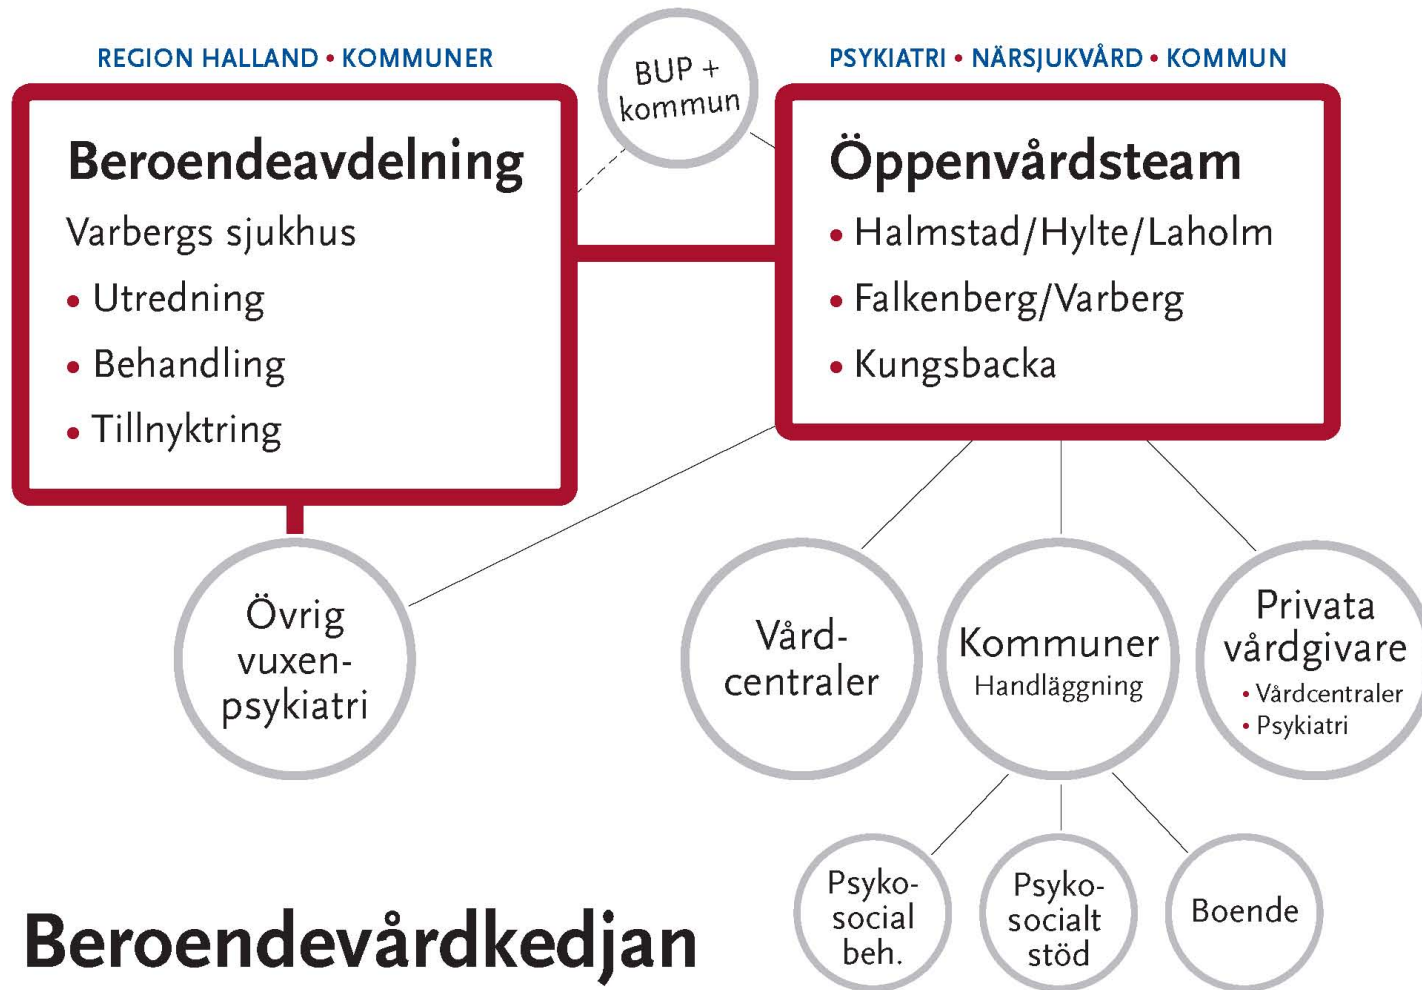 REGION HALLAND • KOMMUNER
BUP +
kommun
PSYKIATRI • NÄRSJUKVÅRD • KOMMUN
Beroendeavdelning
Varbergs sjukhus
• Utredning
• Behandling
• Tillnyktring
Öppenvårdsteam
• Halmstad/Hylte/Laholm
• Falkenberg/Varberg
• Kungsbacka
Övrig
vuxen-
psykiatri
Vård-
centraler
Kommuner
Handläggning
Privata
vårdgivare
• Vårdcentraler
• Psykiatri
Psyko-
social
beh.
Psyko-
socialt
stöd
Boende
Beroendevårdkedjan